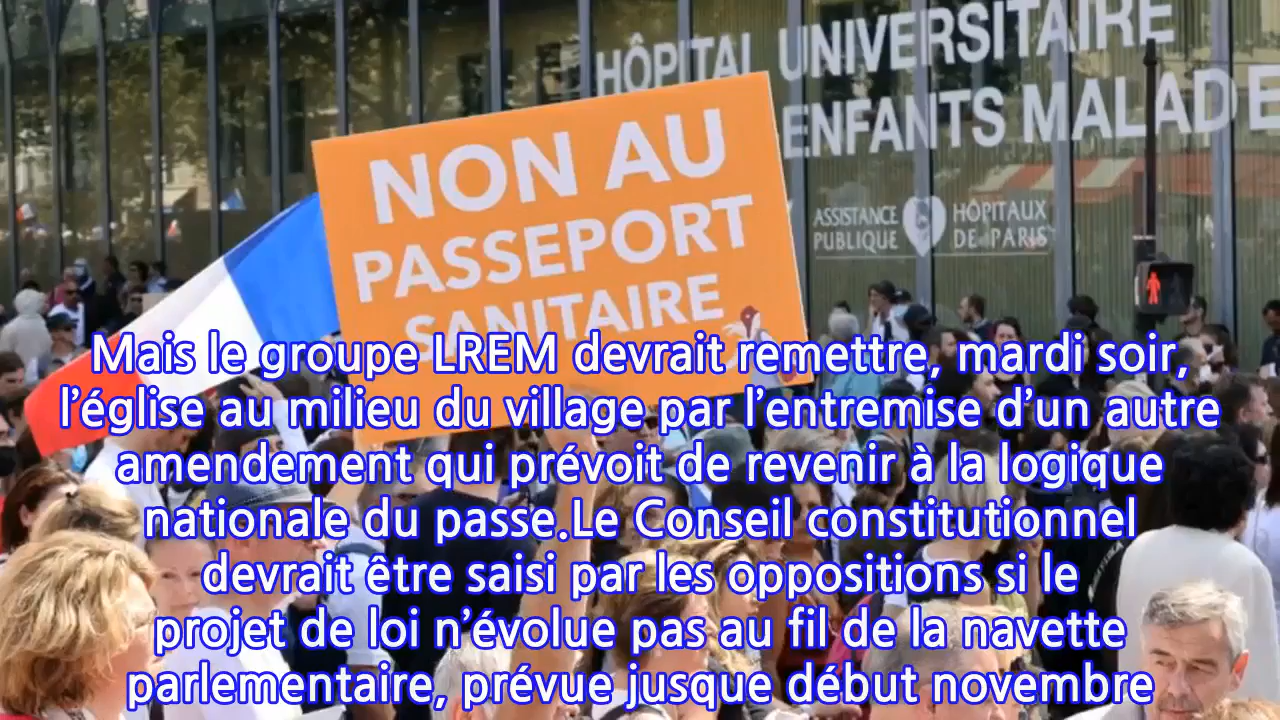 HÔPITAL UNIVERSITAIRE
ENFANTS MALADE
ASSISTANCE PUBLIQUE
HÔPITAUX DE PARIS
NON AU
PASSEPORT
SANITAIRE
Mais le groupe LREM devrait remettre, mardi soir,
l'église au milieu du village par l'entremise d'un autre
amendement qui prévoit de revenir à la logique
nationale du passe.Le Conseil constitutionnel
devrait être saisi par les oppositions si le
projet de loi n'évolue pas au fil de la navette
parlementaire, prévue jusque début novembre